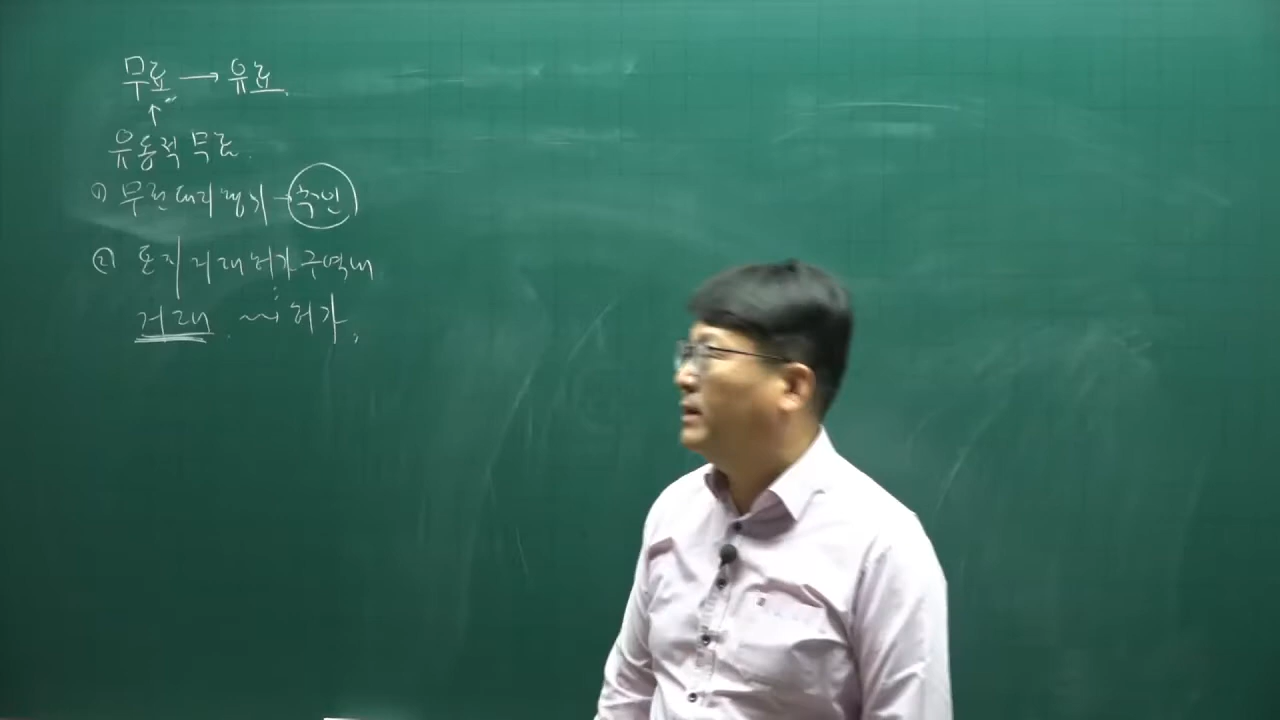 무효 → 유효.
↑
유동적 무효.
① 무권대리행위 → 추인
② 토지거래허가구역내
거래. ~~ 허가.